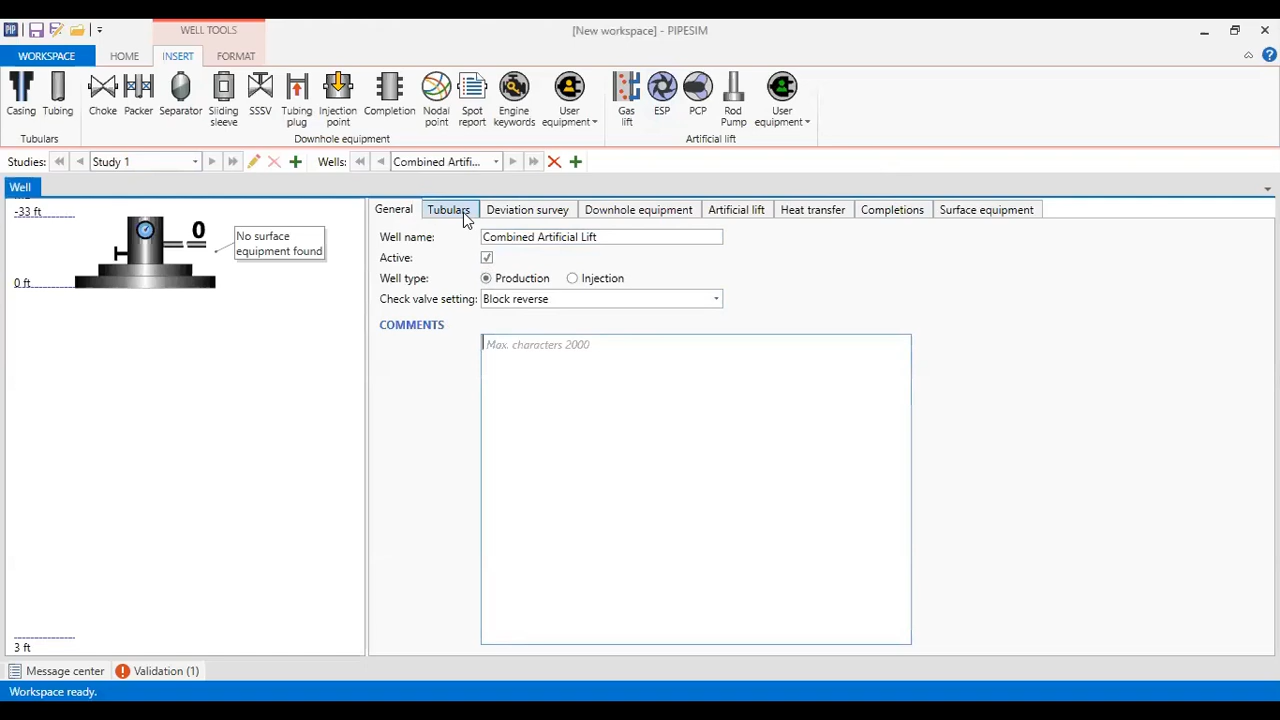 PIP
WELL TOOLS
[New workspace] - PIPESIM
WORKSPACE
HOME
INSERT
FORMAT
Casing
Tubing
Choke
Packer
Separator
Sliding sleeve
SSSV
Tubing plug
Injection point
Completion
Nodal point
Spot report
Engine keywords
User equipment
Gas lift
ESP
PCP
Rod Pump
User equipment
Tubulars
Downhole equipment
Artificial lift
Studies:
Study 1
Wells:
Combined Artifi...
Well
General
Tubulars
Deviation survey
Downhole equipment
Artificial lift
Heat transfer
Completions
Surface equipment
-33 ft
0
No surface
equipment found
0 ft
3 ft
Well name:
Combined Artificial Lift
Active:
Well type:
Production
Injection
Check valve setting:
Block reverse
COMMENTS
Max. characters 2000
Message center
Validation (1)
Workspace ready.